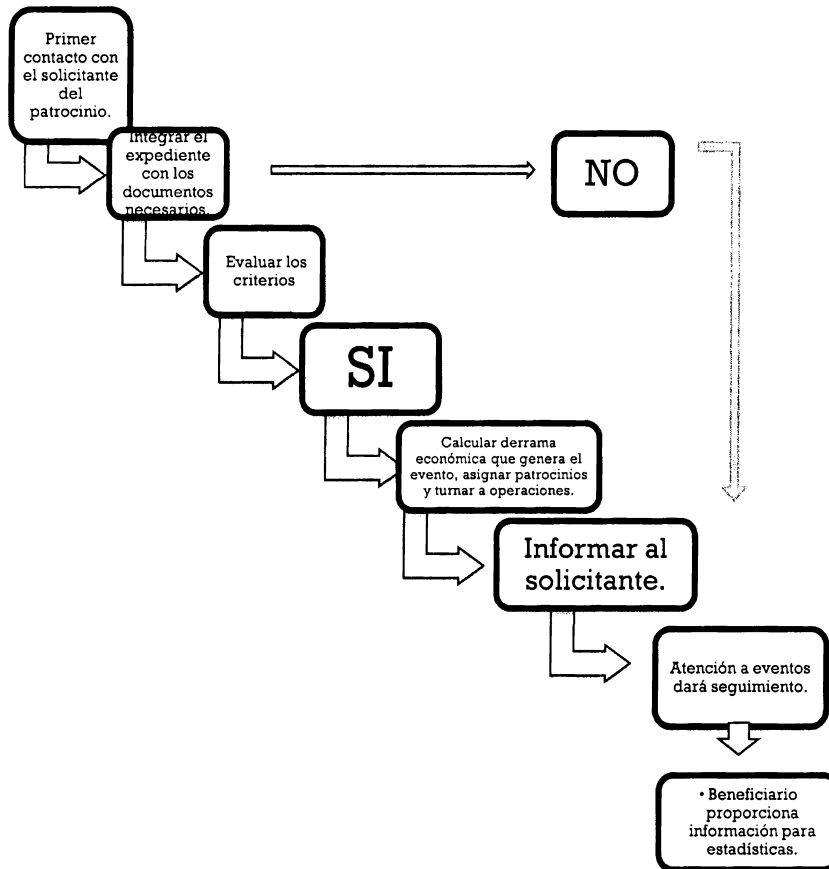 Primer
contacto con
el solicitante
del
patrocinio.
Integrar el
expediente
con los
documentos
necesarios.
NO
Evaluar los
criterios
SI
Calcular derrama
económica que genera el
evento, asignar patrocinios
y turnar a operaciones.
Informar al
solicitante.
Atención a eventos
dará seguimiento.
• Beneficiario
proporciona
información para
estadísticas.